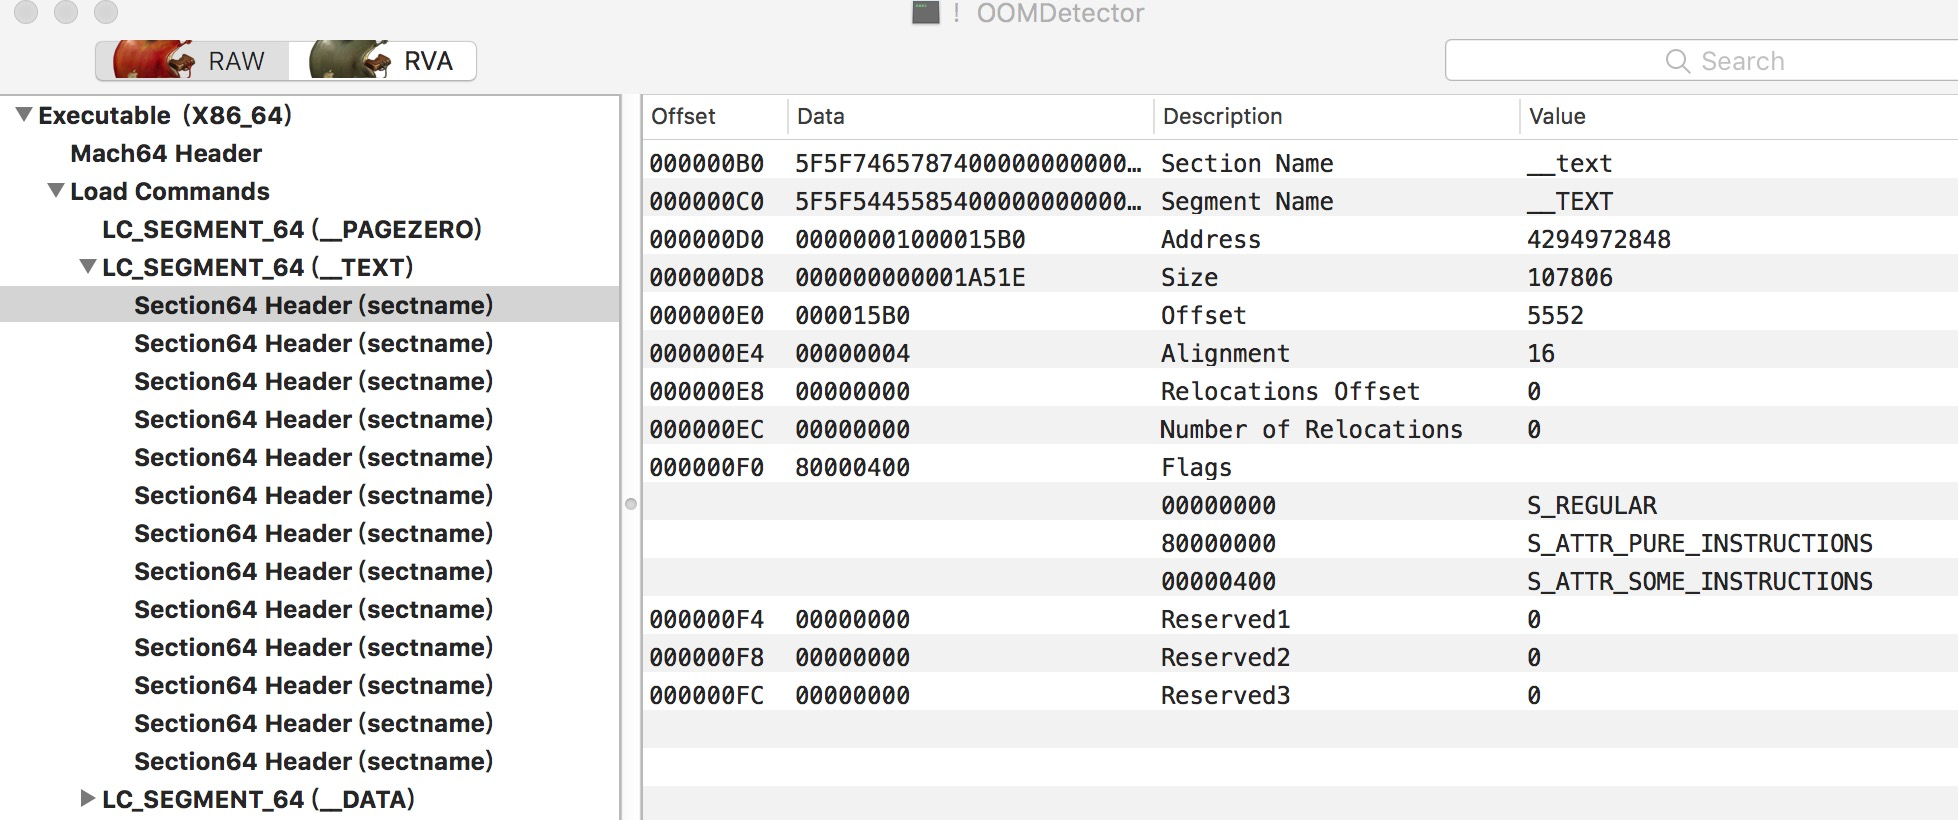 ! OOMDetector
RAW RVA Search
Executable (X86_64)
Mach64 Header
Load Commands
LC_SEGMENT_64 (__PAGEZERO)
LC_SEGMENT_64 (__TEXT)
Section64 Header (sectname)
Section64 Header (sectname)
Section64 Header (sectname)
Section64 Header (sectname)
Section64 Header (sectname)
Section64 Header (sectname)
Section64 Header (sectname)
Section64 Header (sectname)
Section64 Header (sectname)
Section64 Header (sectname)
Section64 Header (sectname)
Section64 Header (sectname)
Section64 Header (sectname)
LC_SEGMENT_64 (__DATA)
Offset Data Description Value
000000B0 5F5F7465787400000000000... Section Name __text
000000C0 5F5F5445585400000000000... Segment Name __TEXT
000000D0 00000001000015B0 Address 4294972848
000000D8 000000000001A51E Size 107806
000000E0 000015B0 Offset 5552
000000E4 00000004 Alignment 16
000000E8 00000000 Relocations Offset 0
000000EC 00000000 Number of Relocations 0
000000F0 80000400 Flags
00000000 S_REGULAR
80000000 S_ATTR_PURE_INSTRUCTIONS
00000400 S_ATTR_SOME_INSTRUCTIONS
000000F4 00000000 Reserved1 0
000000F8 00000000 Reserved2 0
000000FC 00000000 Reserved3 0